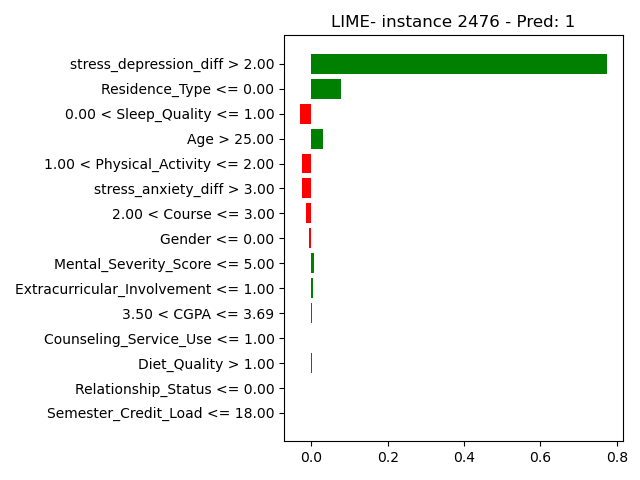 LIME- instance 2476 - Pred: 1
stress_depression_diff > 2.00
Residence_Type <= 0.00
0.00 < Sleep_Quality <= 1.00
Age > 25.00
1.00 < Physical_Activity <= 2.00
stress_anxiety_diff > 3.00
2.00 < Course <= 3.00
Gender <= 0.00
Mental_Severity_Score <= 5.00
Extracurricular_Involvement <= 1.00
3.50 < CGPA <= 3.69
Counseling_Service_Use <= 1.00
Diet_Quality > 1.00
Relationship_Status <= 0.00
Semester_Credit_Load <= 18.00
0.0 0.2 0.4 0.6 0.8